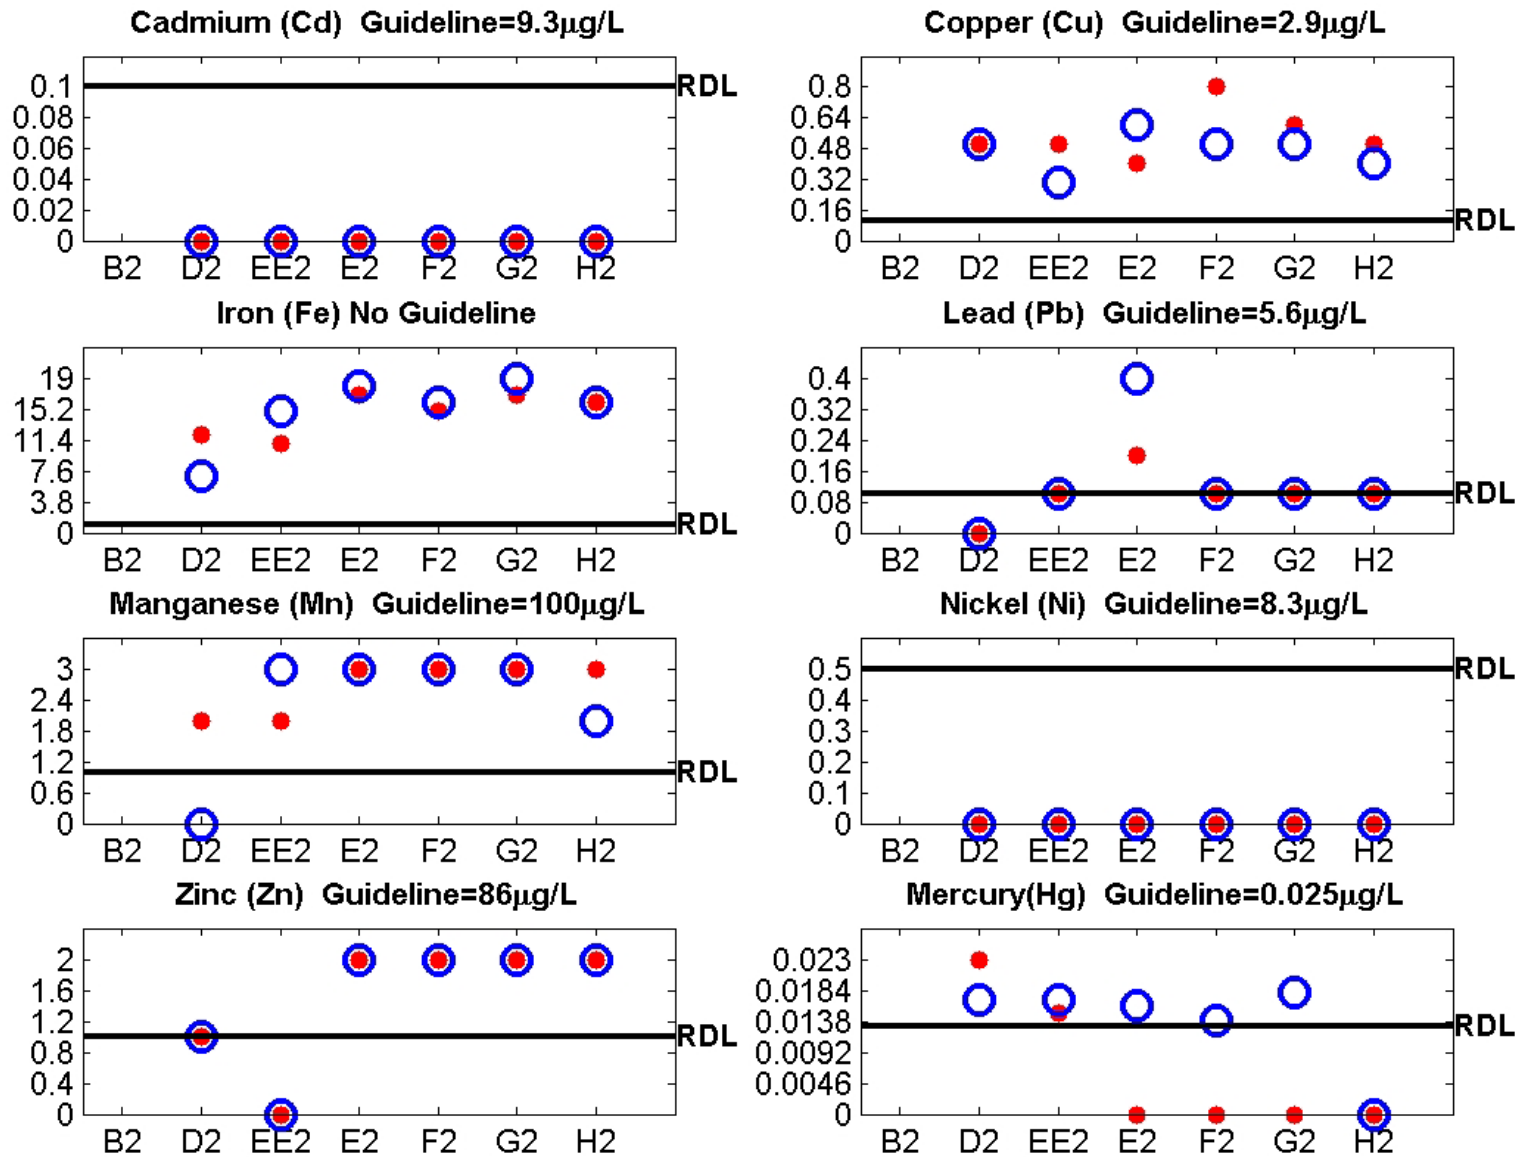 Cadmium (Cd)  Guideline=9.3μg/L
0.1
0.08
0.06
0.04
0.02
0
RDL
B2 D2 EE2 E2 F2 G2 H2
Copper (Cu)  Guideline=2.9μg/L
0.8
0.64
0.48
0.32
0.16
0
RDL
B2 D2 EE2 E2 F2 G2 H2
Iron (Fe) No Guideline
19
15.2
11.4
7.6
3.8
0
RDL
B2 D2 EE2 E2 F2 G2 H2
Lead (Pb)  Guideline=5.6μg/L
0.4
0.32
0.24
0.16
0.08
0
RDL
B2 D2 EE2 E2 F2 G2 H2
Manganese (Mn)  Guideline=100μg/L
3
2.4
1.8
1.2
0.6
0
RDL
B2 D2 EE2 E2 F2 G2 H2
Nickel (Ni)  Guideline=8.3μg/L
0.5
0.4
0.3
0.2
0.1
0
RDL
B2 D2 EE2 E2 F2 G2 H2
Zinc (Zn)  Guideline=86μg/L
2
1.6
1.2
0.8
0.4
0
RDL
B2 D2 EE2 E2 F2 G2 H2
Mercury(Hg)  Guideline=0.025μg/L
0.023
0.0184
0.0138
0.0092
0.0046
0
RDL
B2 D2 EE2 E2 F2 G2 H2